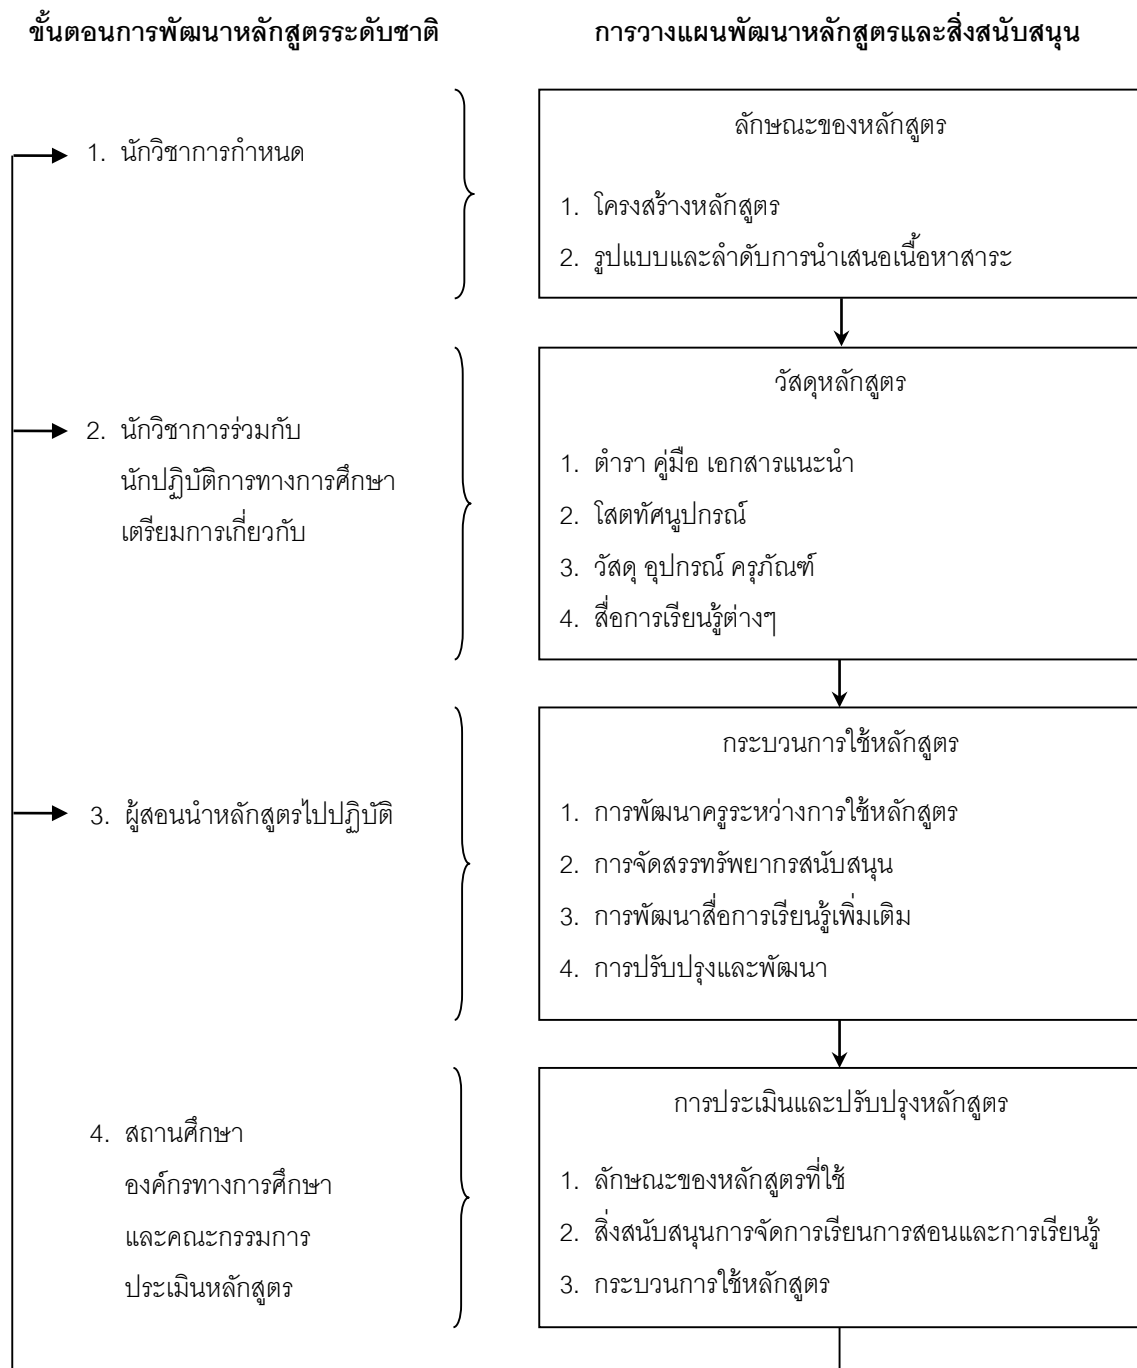 ขั้นตอนการพัฒนาหลักสูตรระดับชาติ
การวางแผนพัฒนาหลักสูตรและสิ่งสนับสนุน
1. นักวิชาการกำหนด
ลักษณะของหลักสูตร
1. โครงสร้างหลักสูตร
2. รูปแบบและลำดับการนำเสนอเนื้อหาสาระ
2. นักวิชาการร่วมกับ
นักปฏิบัติการทางการศึกษา
เตรียมการเกี่ยวกับ
วัสดุหลักสูตร
1. ตำรา คู่มือ เอกสารแนะนำ
2. โสตทัศนูปกรณ์
3. วัสดุ อุปกรณ์ ครุภัณฑ์
4. สื่อการเรียนรู้ต่างๆ
3. ผู้สอนนำหลักสูตรไปปฏิบัติ
กระบวนการใช้หลักสูตร
1. การพัฒนาครูระหว่างการใช้หลักสูตร
2. การจัดสรรทรัพยากรสนับสนุน
3. การพัฒนาสื่อการเรียนรู้เพิ่มเติม
4. การปรับปรุงและพัฒนา
4. สถานศึกษา
องค์กรทางการศึกษา
และคณะกรรมการ
ประเมินหลักสูตร
การประเมินและปรับปรุงหลักสูตร
1. ลักษณะของหลักสูตรที่ใช้
2. สิ่งสนับสนุนการจัดการเรียนการสอนและการเรียนรู้
3. กระบวนการใช้หลักสูตร